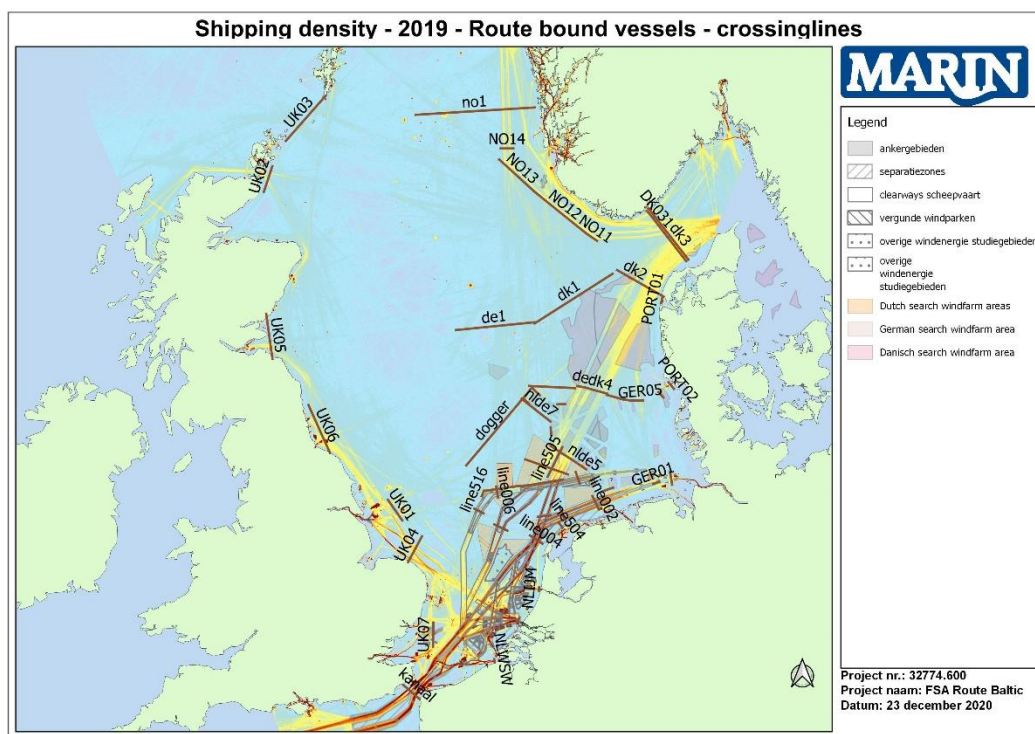 Shipping density - 2019 - Route bound vessels - crossinglines
MARIN
Legend
ankergebieden
separatiezones
clearways scheepvaart
vergunde windparken
overige windenergie studiegebieden
overige
windenergie
studiegebieden
Dutch search windfarm areas
German search windfarm area
Danisch search windfarm area
no1
UK03
NO14
UK02
NO13
NO12
NO11
DK031
dk3
dk2
dk1
PORT01
de1
UK05
PORT02
dedk4
GER05
nlde7
dogger
UK06
line505
nlde5
GER01
line516
line006
line002
UK01
line504
line004
UK04
NLIJM
UK07
NLWSW
kanaal
Project nr.: 32774.600
Project naam: FSA Route Baltic
Datum: 23 december 2020